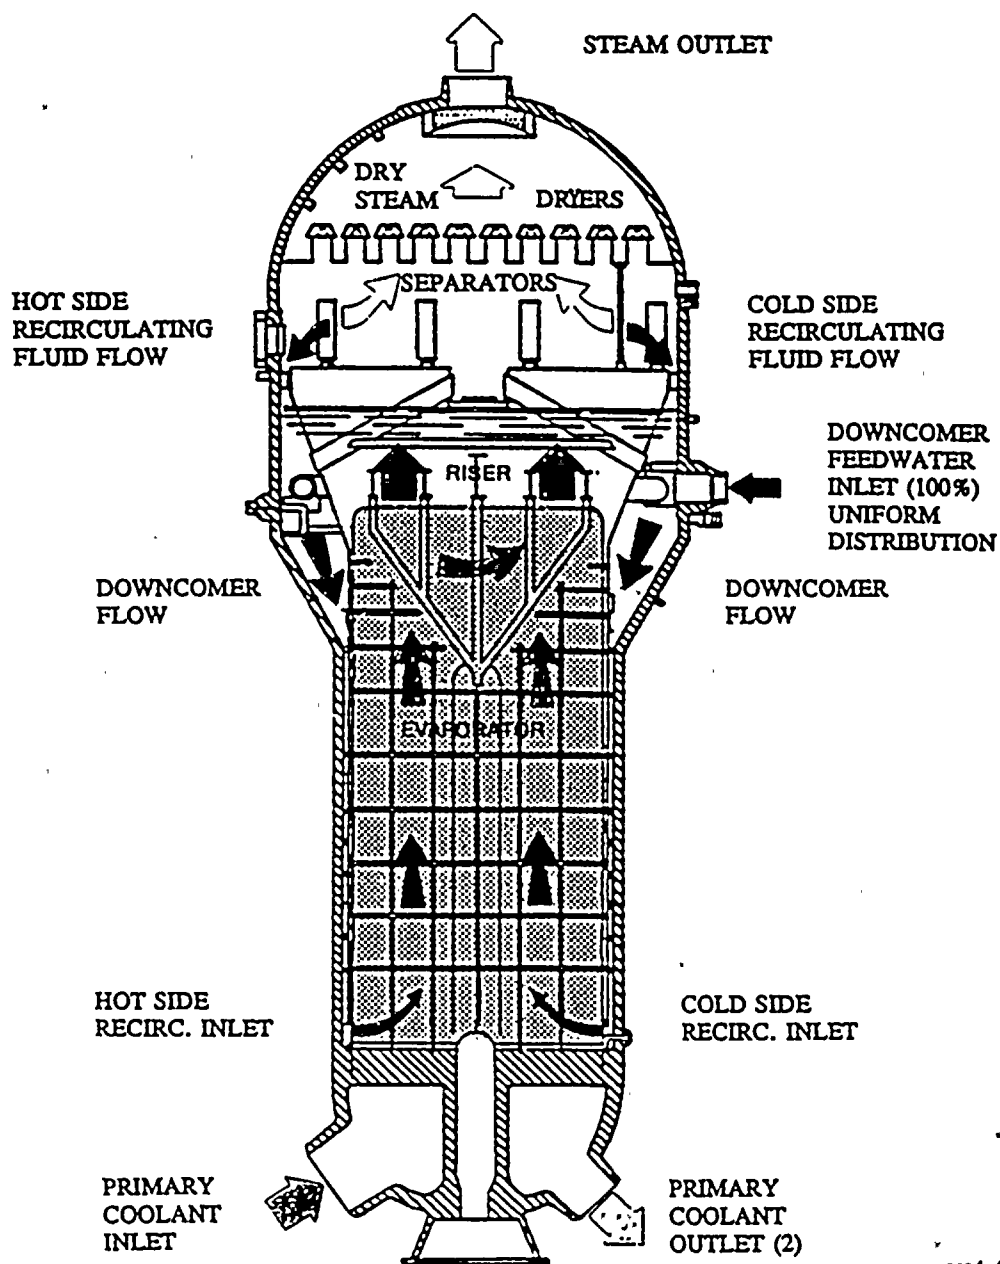 STEAM OUTLET
DRY
STEAM
DRYERS
SEPARATORS
HOT SIDE
RECIRCULATING
FLUID FLOW
COLD SIDE
RECIRCULATING
FLUID FLOW
DOWNCOMER
FEEDWATER
INLET (100%)
UNIFORM
DISTRIBUTION
RISER
DOWNCOMER
FLOW
DOWNCOMER
FLOW
EVAPORATOR
HOT SIDE
RECIRC. INLET
COLD SIDE
RECIRC. INLET
PRIMARY
COOLANT
INLET
PRIMARY
COOLANT
OUTLET (2)